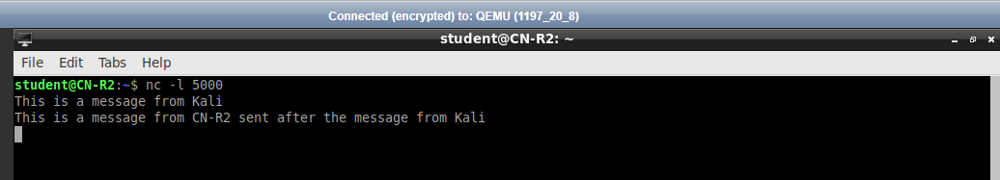 Connected (encrypted) to: QEMU (1197_20_8)
student@CN-R2: ~
File Edit Tabs Help
student@CN-R2:~$ nc -l 5000
This is a message from Kali
This is a message from CN-R2 sent after the message from Kali